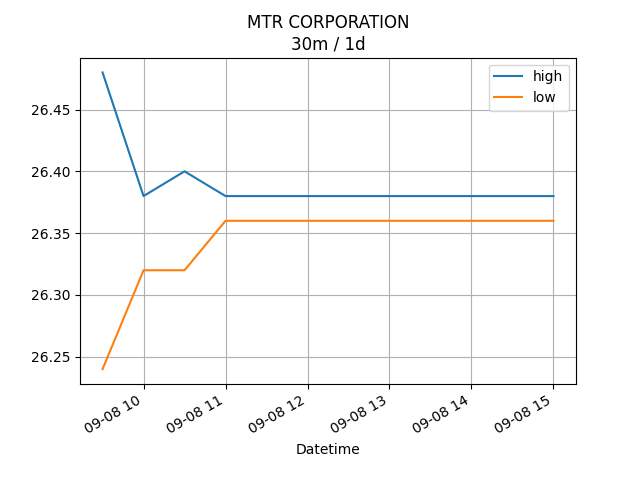 MTR CORPORATION
30m / 1d
high
low
26.45
26.40
26.35
26.30
26.25
09-08 10
09-08 11
09-08 12
09-08 13
09-08 14
09-08 15
Datetime